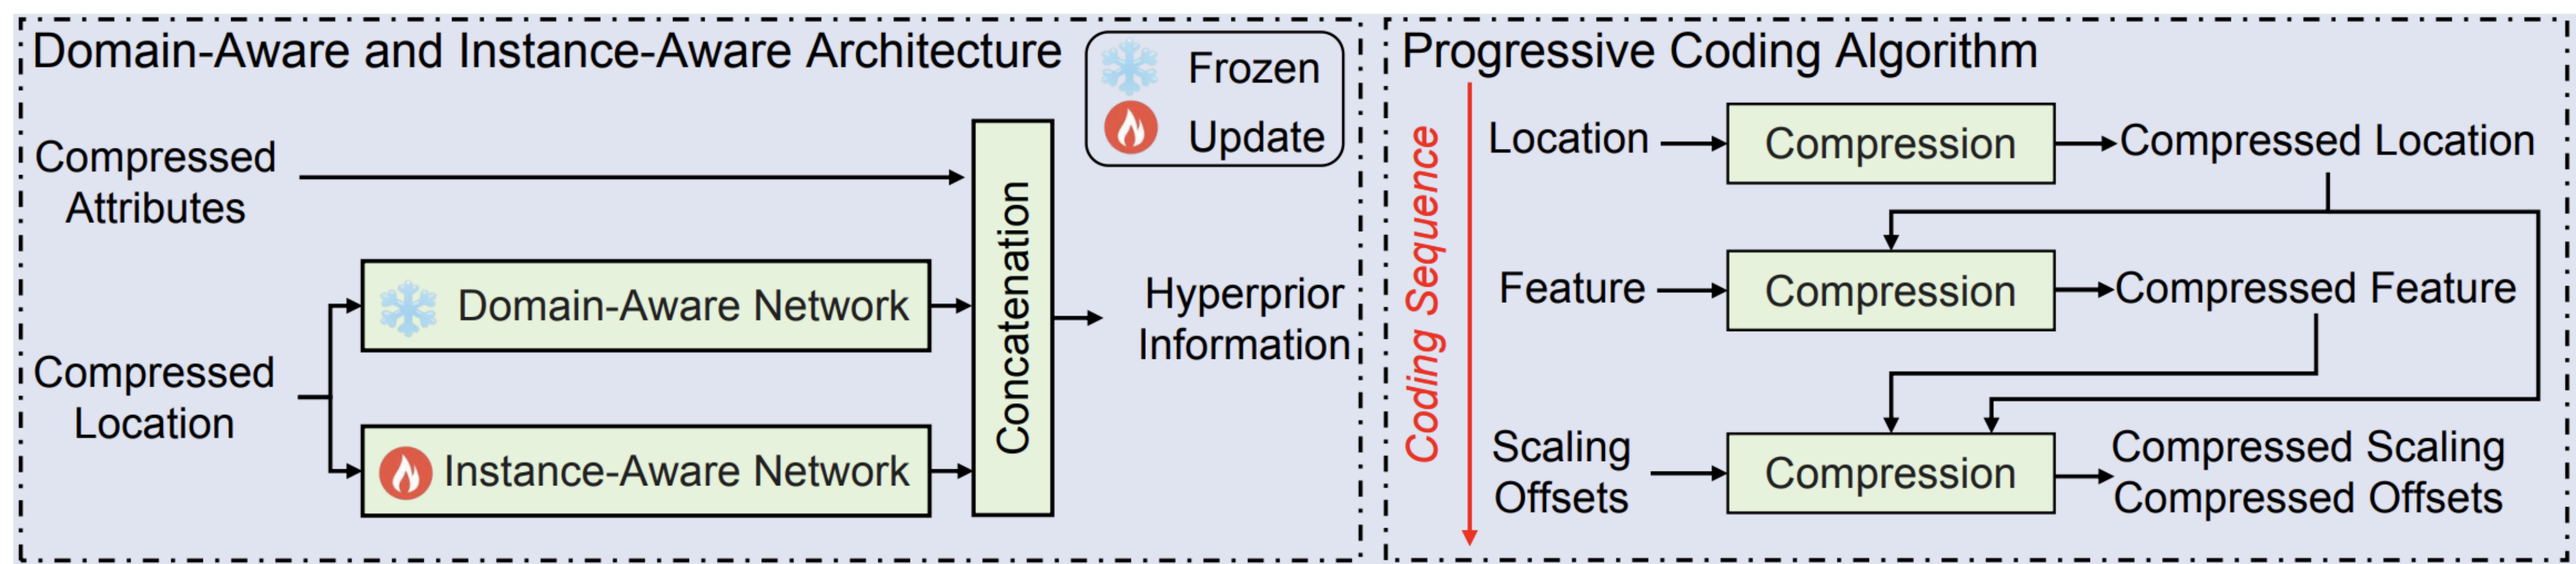 Domain-Aware and Instance-Aware Architecture
Frozen
Update
Compressed
Attributes
Domain-Aware Network
Compressed
Location
Instance-Aware Network
Concatenation
Hyperprior
Information
Progressive Coding Algorithm
Coding Sequence
Location
Compression
Compressed Location
Feature
Compression
Compressed Feature
Scaling
Offsets
Compression
Compressed Scaling
Compressed Offsets